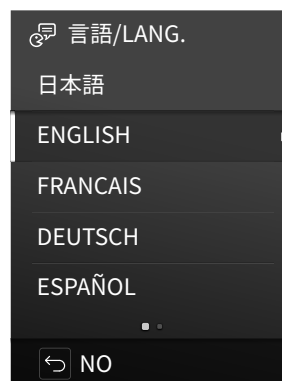 言語/LANG.
日本語
ENGLISH
FRANCAIS
DEUTSCH
ESPAÑOL
NO